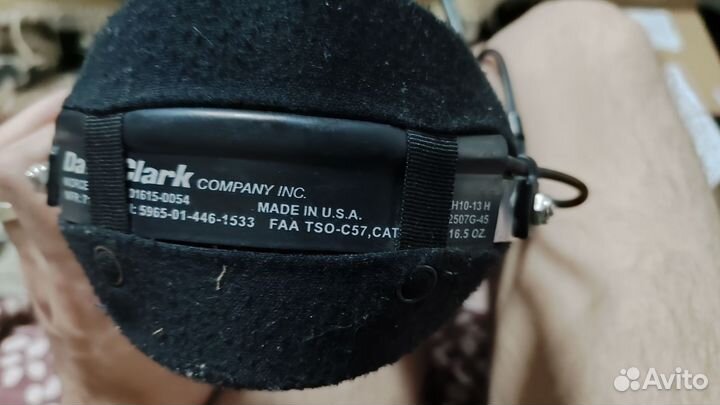 Da Clark COMPANY INC.
01615-0054
MADE IN U.S.A.
5965-01-446-1533
FAA TSO-C57,CAT
H10-13 H
2507G-45
16.5 OZ.
Avito